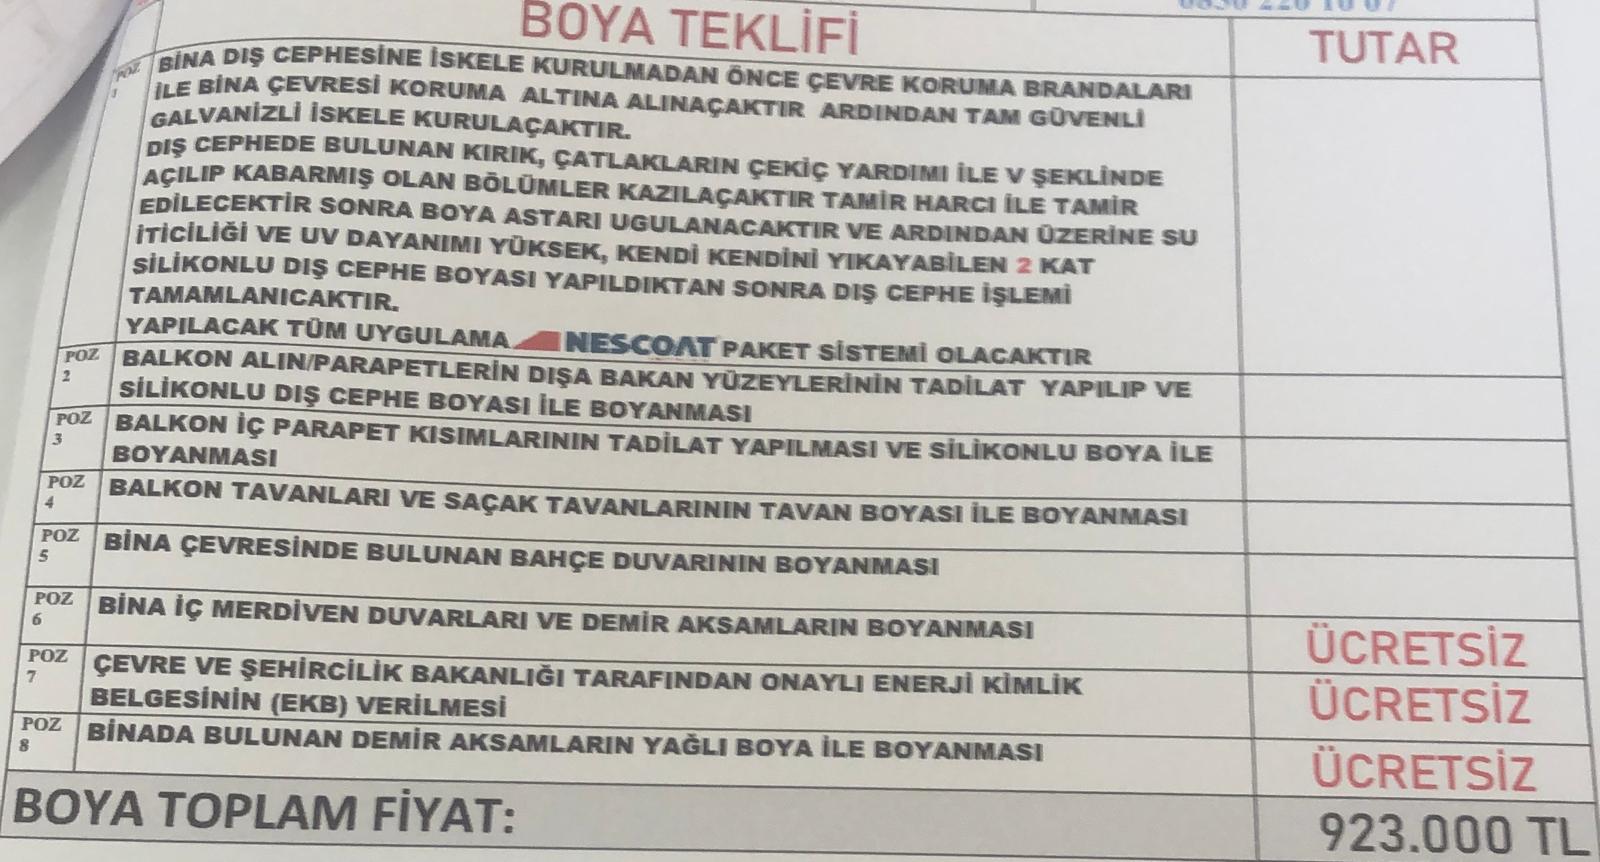 BOYA TEKLİFİ
TUTAR
POZ
1
BİNA DIŞ CEPHESİNE İSKELE KURULMADAN ÖNCE ÇEVRE KORUMA BRANDALARI
İLE BİNA ÇEVRESİ KORUMA ALTINA ALINAÇAKTIR ARDINDAN TAM GÜVENLİ
GALVANİZLİ İSKELE KURULAÇAKTIR.
DIŞ CEPHEDE BULUNAN KIRIK, ÇATLAKLARIN ÇEKİÇ YARDIMI İLE V ŞEKLİNDE
AÇILIP KABARMIŞ OLAN BÖLÜMLER KAZILAÇAKTIR TAMİR HARCI İLE TAMİR
EDİLECEKTİR SONRA BOYA ASTARI UGULANACAKTIR VE ARDINDAN ÜZERİNE SU
İTİCİLİĞİ VE UV DAYANIMI YÜKSEK, KENDİ KENDİNİ YIKAYABİLEN 2 KAT
SİLİKONLU DIŞ CEPHE BOYASI YAPILDIKTAN SONRA DIŞ CEPHE İŞLEMİ
TAMAMLANICAKTIR.
YAPILACAK TÜM UYGULAMA NESCOAT PAKET SİSTEMİ OLACAKTIR
POZ
2
BALKON ALIN/PARAPETLERİN DIŞA BAKAN YÜZEYLERİNİN TADİLAT YAPILIP VE
SİLİKONLU DIŞ CEPHE BOYASI İLE BOYANMASI
POZ
3
BALKON İÇ PARAPET KISIMLARININ TADİLAT YAPILMASI VE SİLİKONLU BOYA İLE
BOYANMASI
POZ
4
BALKON TAVANLARI VE SAÇAK TAVANLARININ TAVAN BOYASI İLE BOYANMASI
POZ
5
BİNA ÇEVRESİNDE BULUNAN BAHÇE DUVARININ BOYANMASI
POZ
6
BİNA İÇ MERDİVEN DUVARLARI VE DEMİR AKSAMLARIN BOYANMASI
ÜCRETSİZ
POZ
7
ÇEVRE VE ŞEHİRCİLİK BAKANLIĞI TARAFINDAN ONAYLI ENERJİ KİMLİK
BELGESİNİN (EKB) VERİLMESİ
ÜCRETSİZ
POZ
8
BİNADA BULUNAN DEMİR AKSAMLARIN YAĞLI BOYA İLE BOYANMASI
ÜCRETSİZ
BOYA TOPLAM FİYAT:
923.000 TL